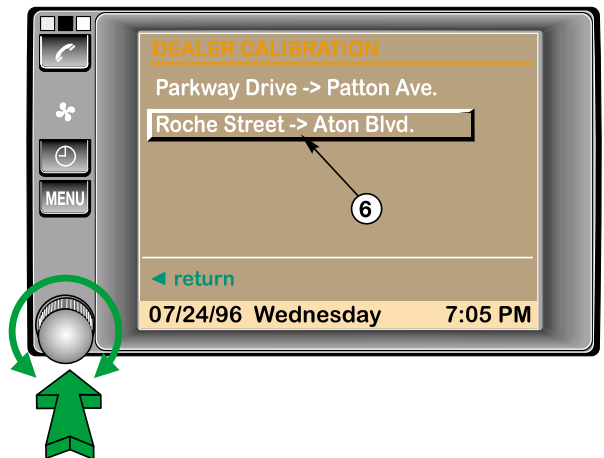 DEALER CALIBRATION
Parkway Drive -> Patton Ave.
Roche Street -> Aton Blvd.
6
MENU
◄ return
07/24/96 Wednesday 7:05 PM